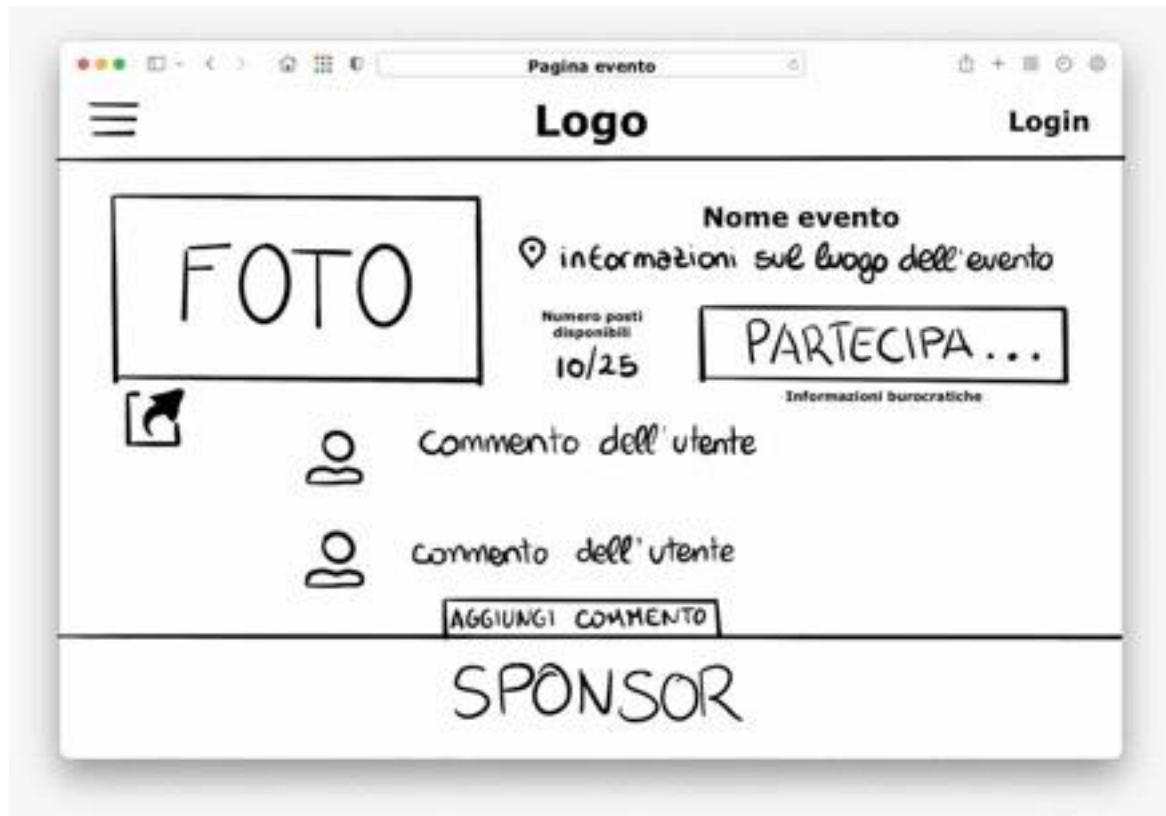 Pagina evento
Logo
Login
FOTO
Nome evento
informazioni sul luogo dell'evento
Numero posti
disponibili
10/25
PARTECIPA...
Informazioni burocratiche
Commento dell'utente
commento dell'utente
AGGIUNGI COMMENTO
SPONSOR